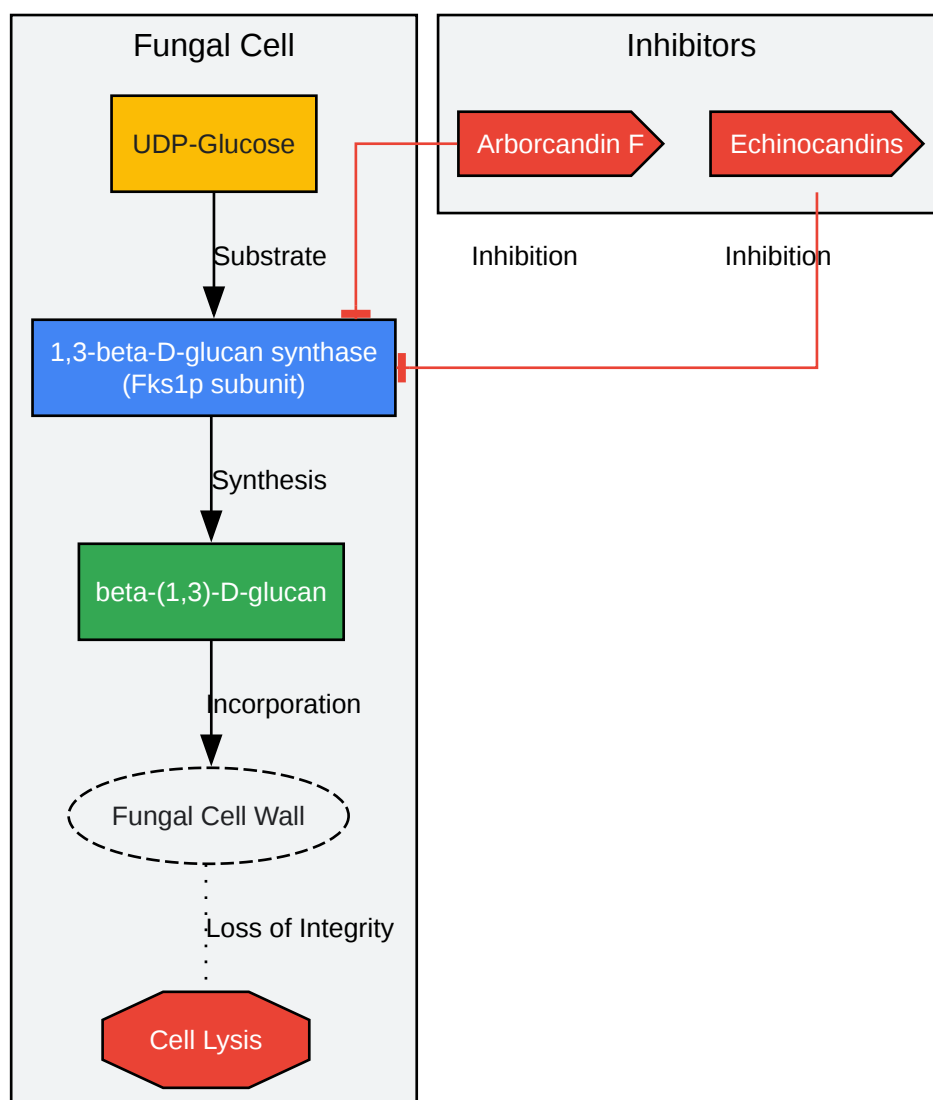 Fungal Cell
Inhibitors
UDP-Glucose
Arborcandin F
Echinocandins
Substrate
Inhibition
Inhibition
1,3-beta-D-glucan synthase
(Fks1p subunit)
Synthesis
beta-(1,3)-D-glucan
Incorporation
Fungal Cell Wall
Loss of Integrity
Cell Lysis